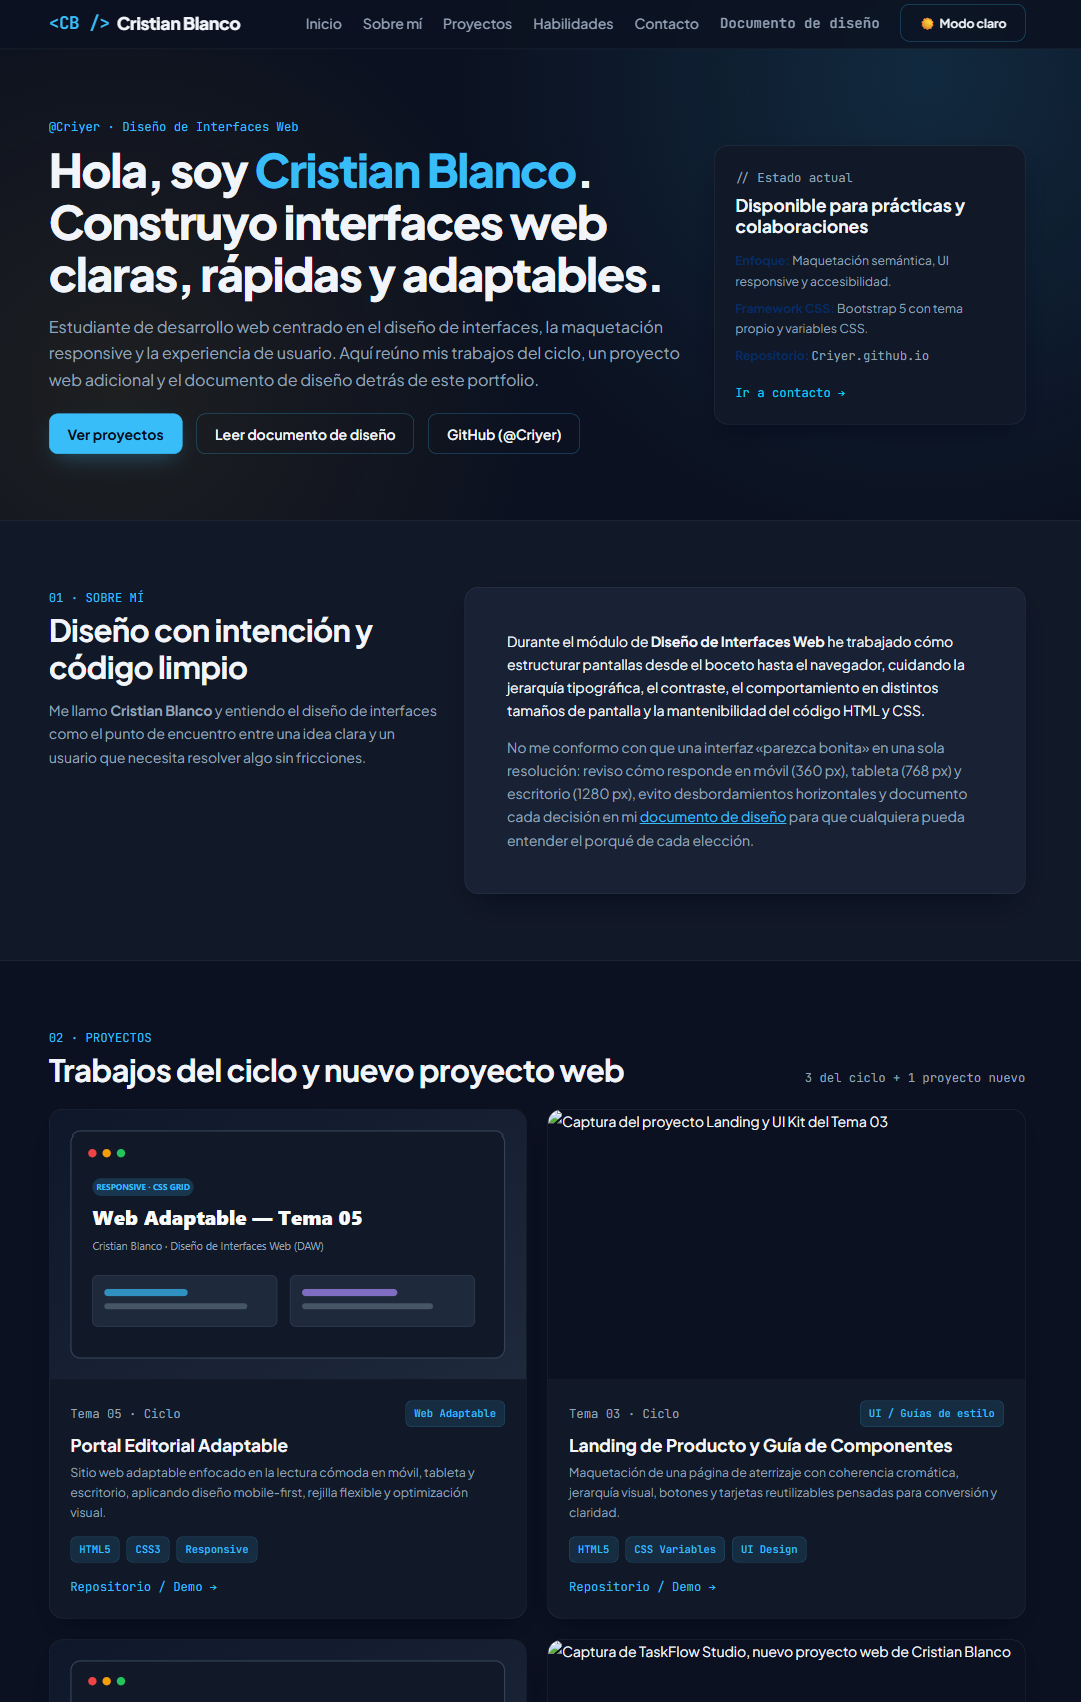 <CB /> Cristian Blanco
Inicio Sobre mí Proyectos Habilidades Contacto Documento de diseño Modo claro
@Criyer · Diseño de Interfaces Web
Hola, soy Cristian Blanco.
Construyo interfaces web
claras, rápidas y adaptables.
Estudiante de desarrollo web centrado en el diseño de interfaces, la maquetación
responsive y la experiencia de usuario. Aquí reúno mis trabajos del ciclo, un proyecto
web adicional y el documento de diseño detrás de este portfolio.
Ver proyectos
Leer documento de diseño
GitHub (@Criyer)
// Estado actual
Disponible para prácticas y
colaboraciones
Enfoque: Maquetación semántica, UI
responsive y accesibilidad.
Framework CSS: Bootstrap 5 con tema
propio y variables CSS.
Repositorio: Criyer.github.io
Ir a contacto →
01 · SOBRE MÍ
Diseño con intención y
código limpio
Me llamo Cristian Blanco y entiendo el diseño de interfaces
como el punto de encuentro entre una idea clara y un
usuario que necesita resolver algo sin fricciones.
Durante el módulo de Diseño de Interfaces Web he trabajado cómo
estructurar pantallas desde el boceto hasta el navegador, cuidando la
jerarquía tipográfica, el contraste, el comportamiento en distintos
tamaños de pantalla y la mantenibilidad del código HTML y CSS.
No me conformo con que una interfaz «parezca bonita» en una sola
resolución: reviso cómo responde en móvil (360 px), tableta (768 px) y
escritorio (1280 px), evito desbordamientos horizontales y documento
cada decisión en mi documento de diseño para que cualquiera pueda
entender el porqué de cada elección.
02 · PROYECTOS
Trabajos del ciclo y nuevo proyecto web
3 del ciclo + 1 proyecto nuevo
RESPONSIVE · CSS GRID
Web Adaptable — Tema 05
Cristian Blanco · Diseño de Interfaces Web (DAW)
Tema 05 · Ciclo
Web Adaptable
Portal Editorial Adaptable
Sitio web adaptable enfocado en la lectura cómoda en móvil, tableta y
escritorio, aplicando diseño mobile-first, rejilla flexible y optimización
visual.
HTML5 CSS3 Responsive
Repositorio / Demo →
Captura del proyecto Landing y UI Kit del Tema 03
Tema 03 · Ciclo
UI / Guías de estilo
Landing de Producto y Guía de Componentes
Maquetación de una página de aterrizaje con coherencia cromática,
jerarquía visual, botones y tarjetas reutilizables pensadas para conversión y
claridad.
HTML5 CSS Variables UI Design
Repositorio / Demo →
Captura de TaskFlow Studio, nuevo proyecto web de Cristian Blanco